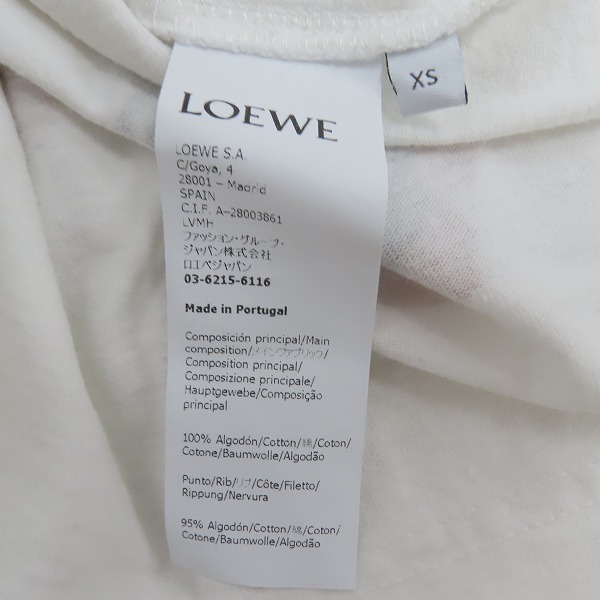 XS
LOEWE
LOEWE S.A.
C/Goya, 4
28001 - Madrid
SPAIN
C.I.F. A-28003861
LVMH
ファッション・グループ・
ジャパン株式会社
ロエベジャパン
03-6215-6116
Made in Portugal
Composición principal/Main
composition/メインファブリック/
Composition principal/
Composizione principale/
Hauptgewebe/Composição
principal
100% Algodón/Cotton/綿/Coton/
Cotone/Baumwolle/Algodão
Punto/Rib/リブ/Côte/Filetto/
Rippung/Nervura
95% Algodón/Cotton/綿/Coton/
Cotone/Baumwolle/Algodão